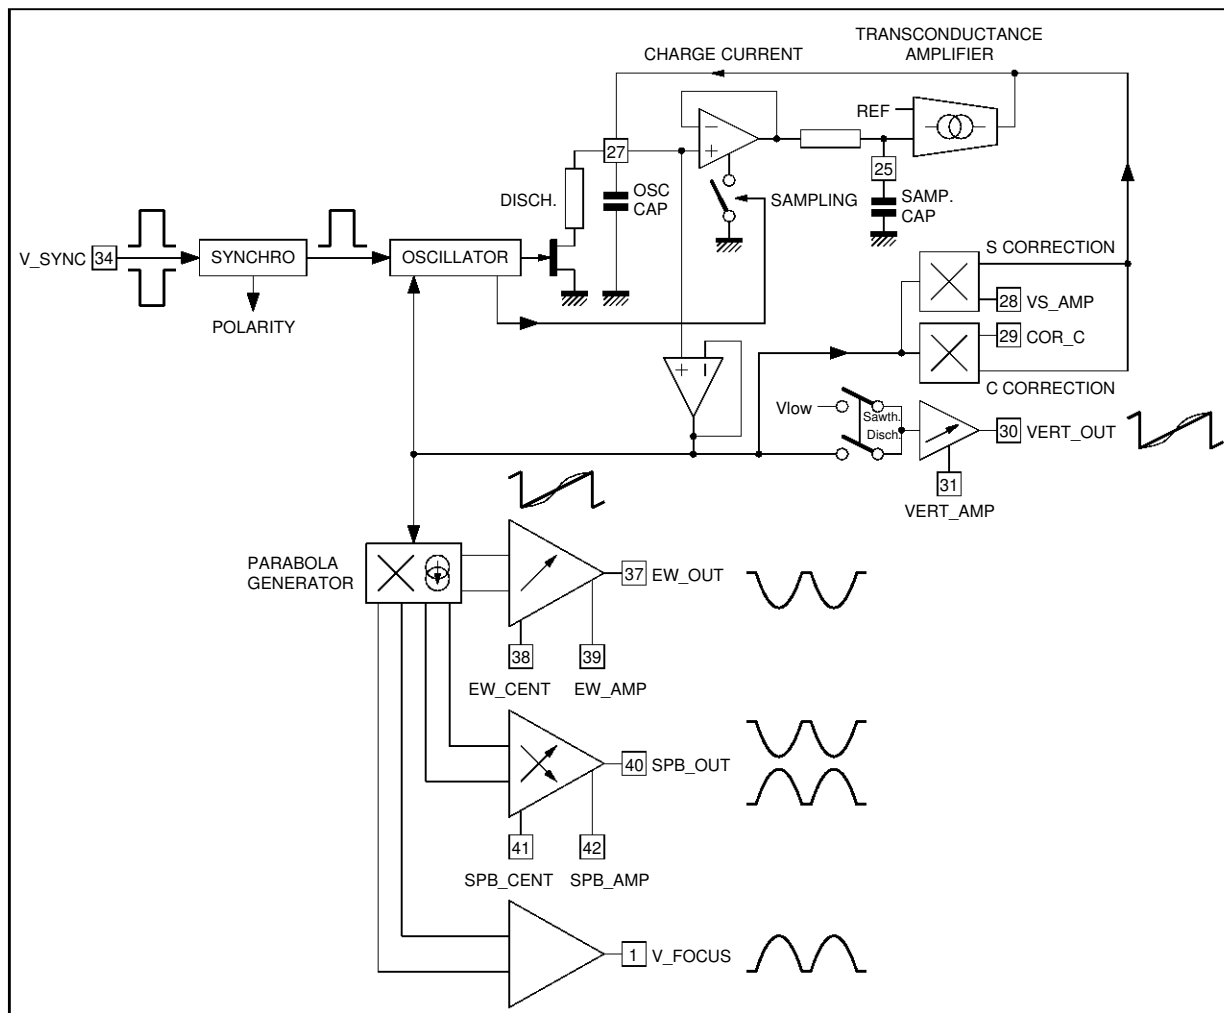 TRANSCONDUCTANCE
AMPLIFIER
CHARGE CURRENT
REF
27
25
DISCH.
OSC
CAP
SAMPLING
SAMP.
CAP
V_SYNC 34
SYNCHRO
OSCILLATOR
POLARITY
S CORRECTION
28 VS_AMP
29 COR_C
C CORRECTION
Vlow
Sawth.
Disch.
30 VERT_OUT
31
VERT_AMP
PARABOLA
GENERATOR
37 EW_OUT
38
39
EW_CENT
EW_AMP
40 SPB_OUT
41
42
SPB_CENT
SPB_AMP
1 V_FOCUS